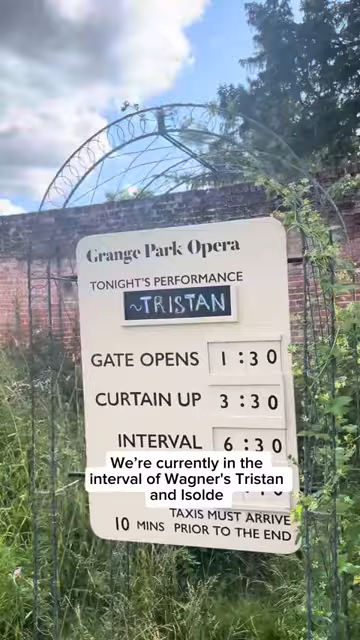 Grange Park Opera
TONIGHT'S PERFORMANCE
~TRISTAN
GATE OPENS 1:30
CURTAIN UP 3:30
INTERVAL 6:30
We're currently in the
interval of Wagner's Tristan
and Isolde
TAXIS MUST ARRIVE
10 MINS PRIOR TO THE END